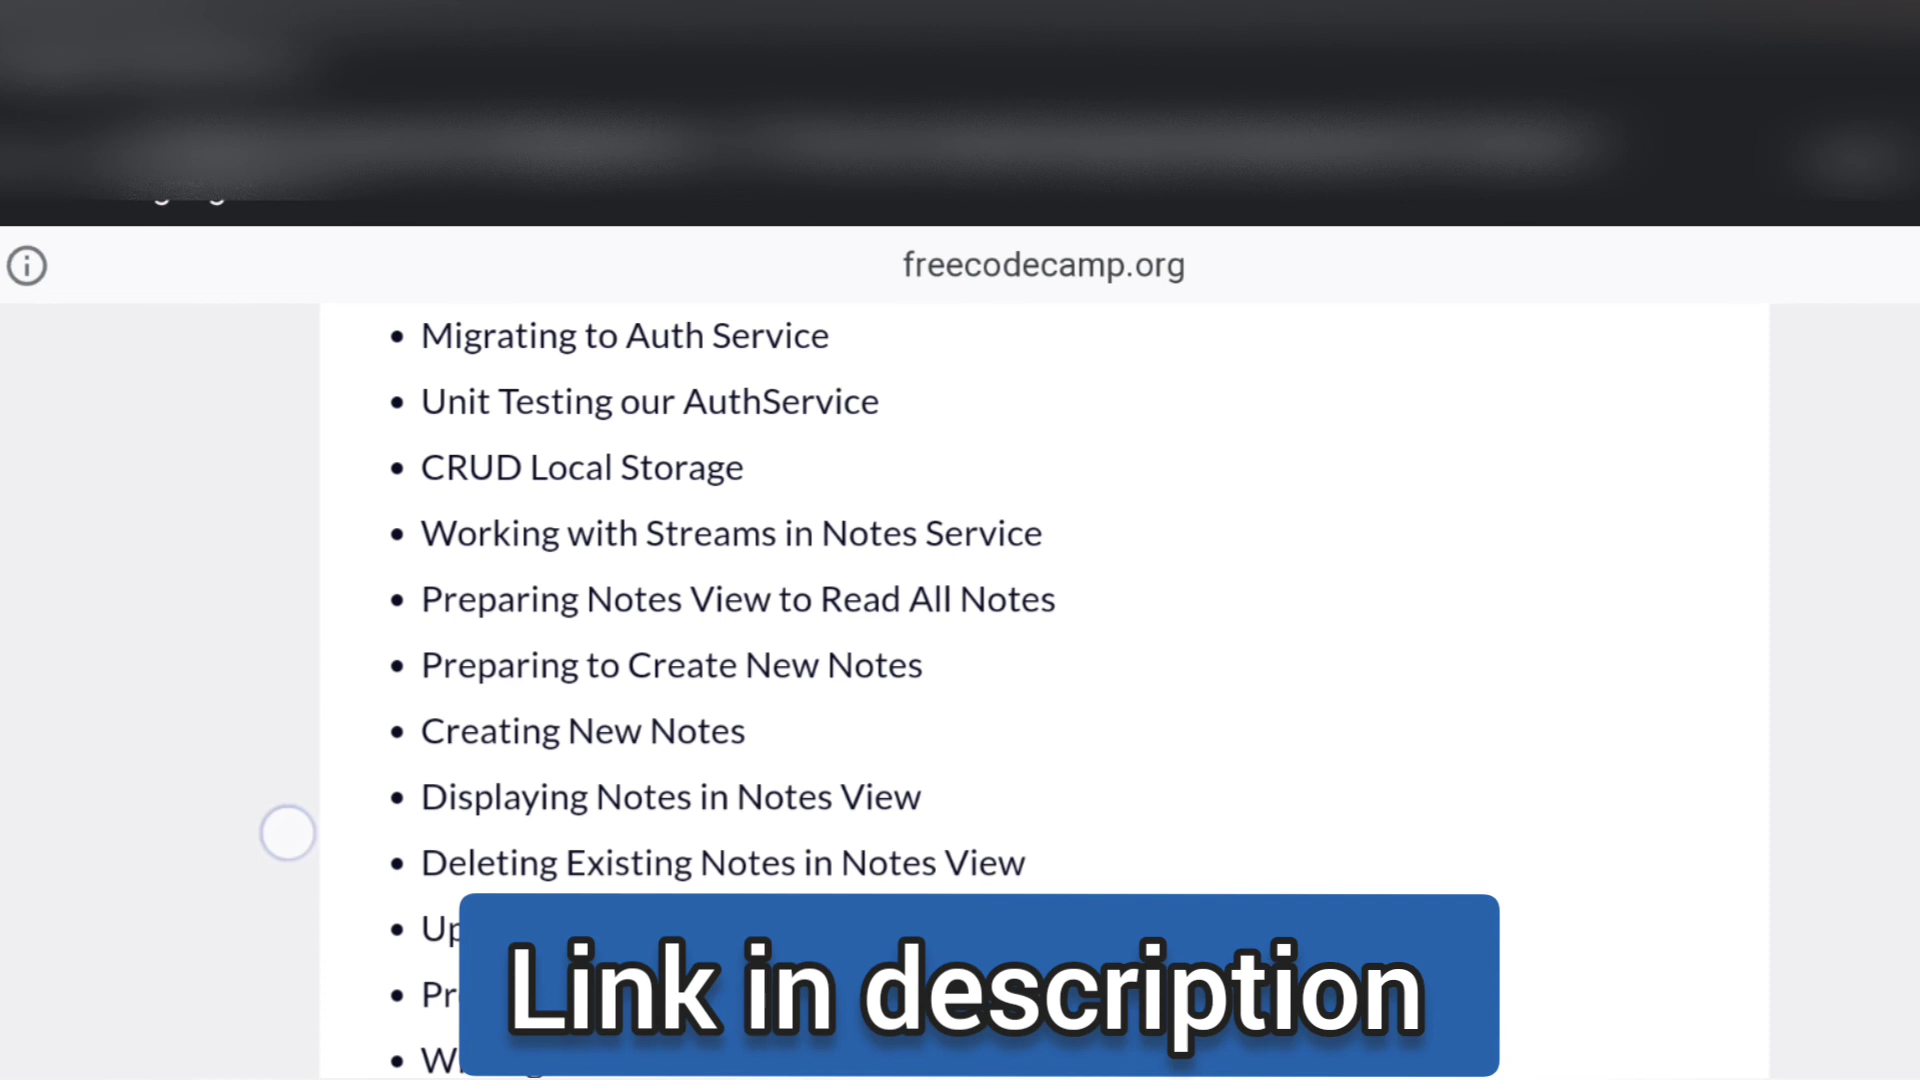 freecodecamp.org
• Migrating to Auth Service
• Unit Testing our AuthService
• CRUD Local Storage
• Working with Streams in Notes Service
• Preparing Notes View to Read All Notes
• Preparing to Create New Notes
• Creating New Notes
• Displaying Notes in Notes View
• Deleting Existing Notes in Notes View
Link in description